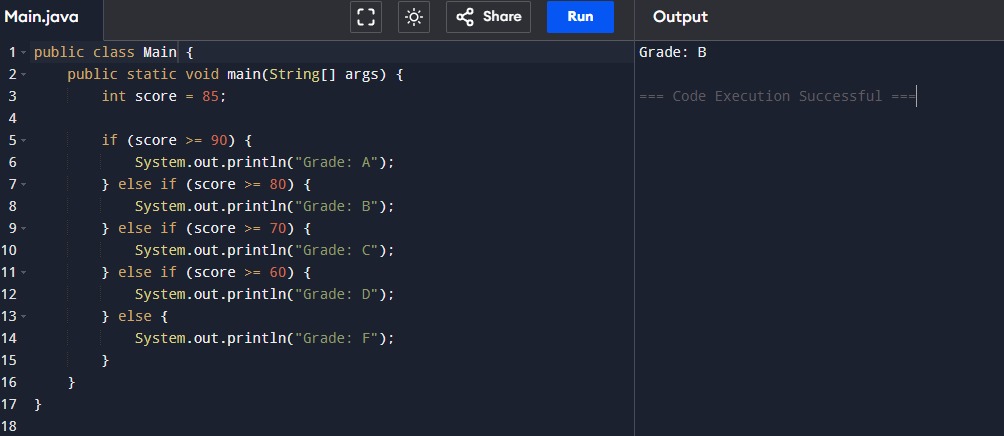 Main.java Share Run Output
1 public class Main {
2     public static void main(String[] args) {
3         int score = 85;
4
5         if (score >= 90) {
6             System.out.println("Grade: A");
7         } else if (score >= 80) {
8             System.out.println("Grade: B");
9         } else if (score >= 70) {
10             System.out.println("Grade: C");
11         } else if (score >= 60) {
12             System.out.println("Grade: D");
13         } else {
14             System.out.println("Grade: F");
15         }
16     }
17 }
18
Grade: B
=== Code Execution Successful ===